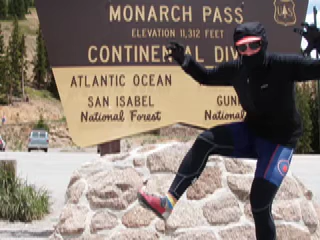 MONARCH PASS
ELEVATION 11,312 FEET
CONTINENTAL DIVIDE
ATLANTIC OCEAN
SAN ISABEL
National Forest
National